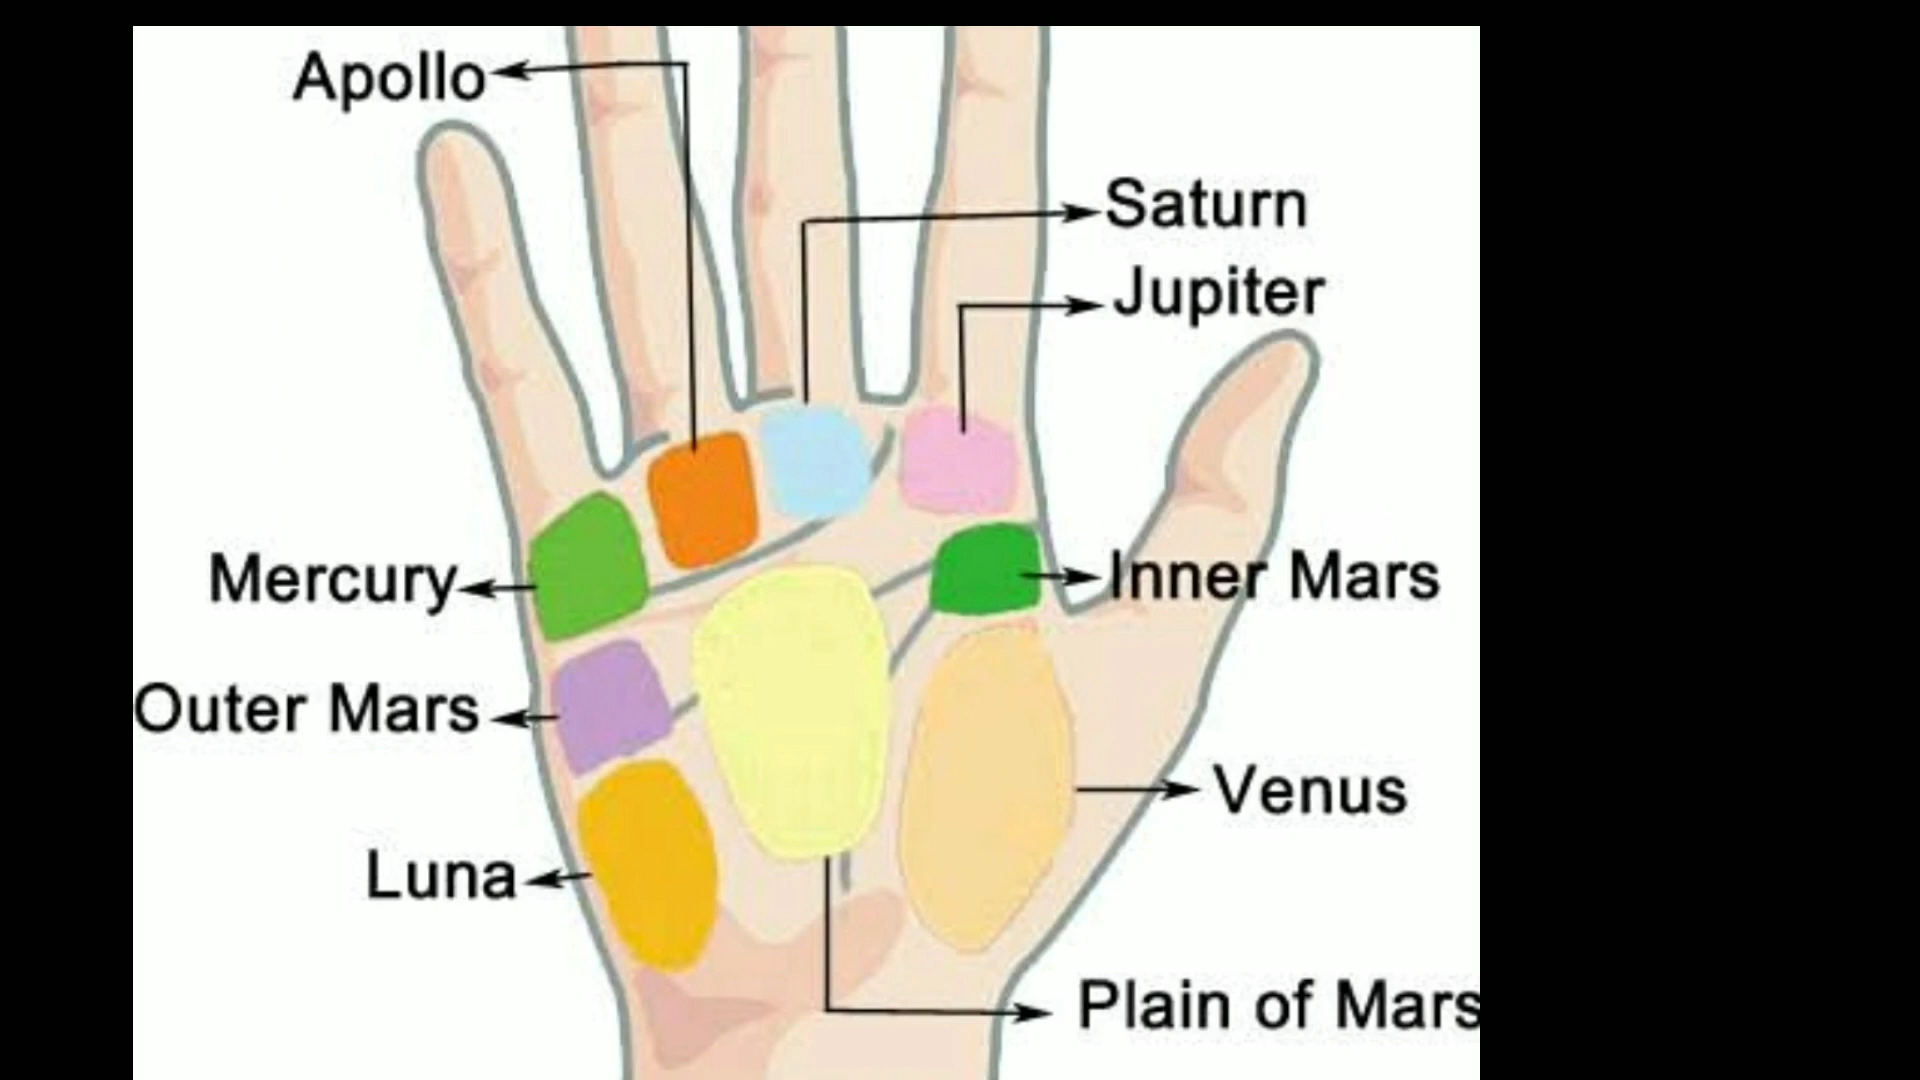 Apollo
Saturn
Jupiter
Mercury
Inner Mars
Outer Mars
Venus
Luna
Plain of Mars